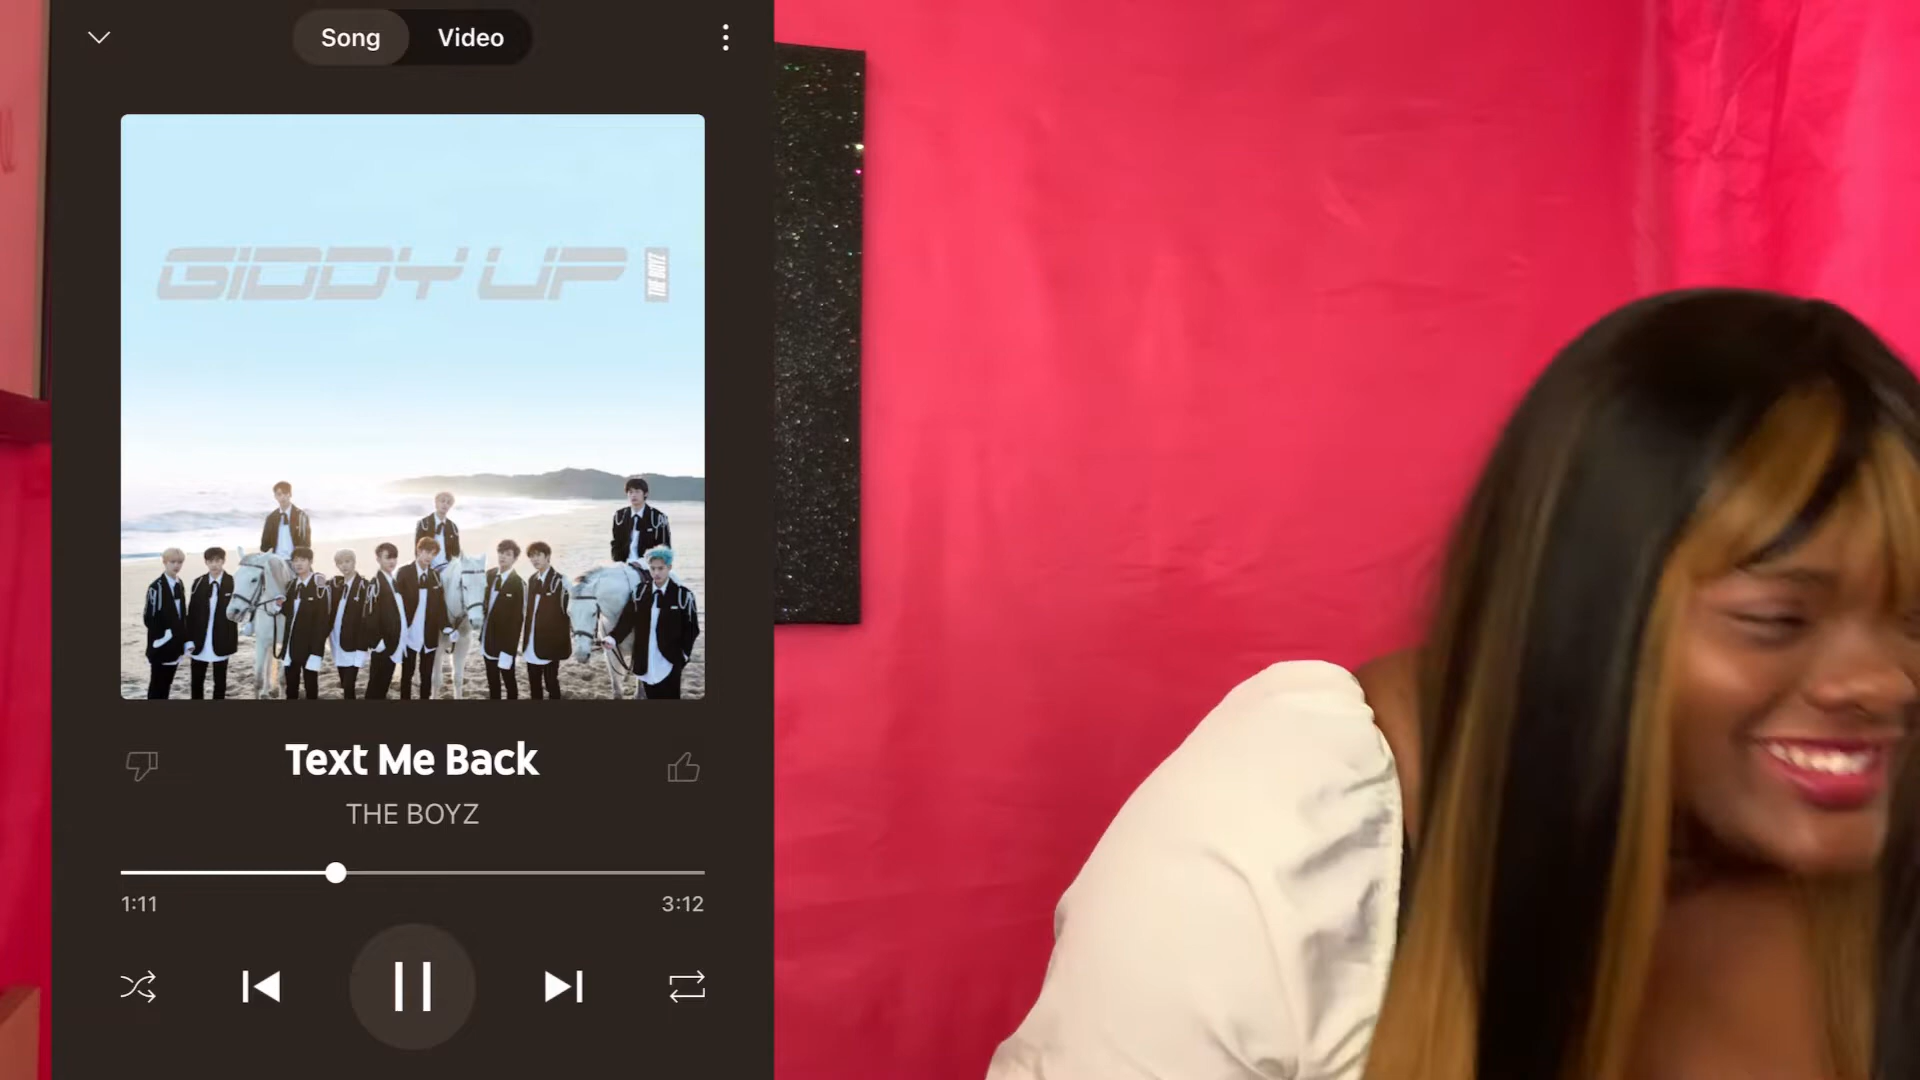 Song Video
GIDDY UP THE BOYZ
Text Me Back
THE BOYZ
1:11 3:12